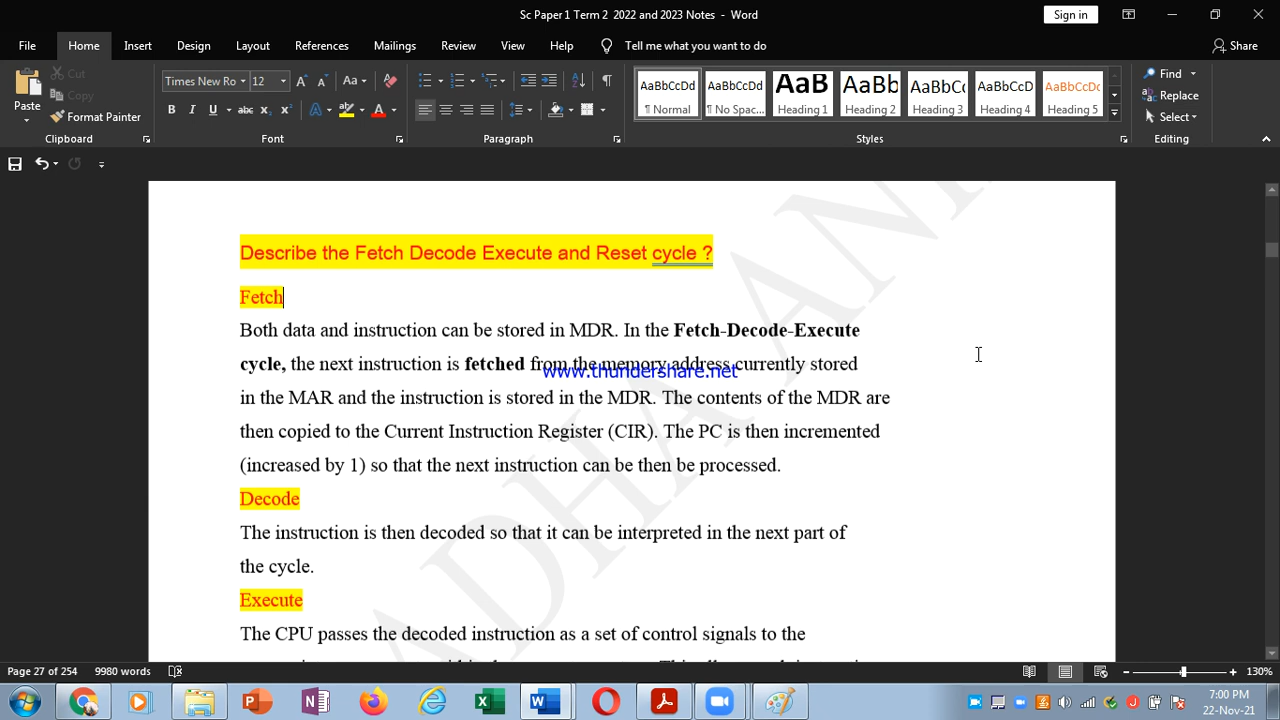 Sc Paper 1 Term 2 2022 and 2023 Notes - Word
Sign in
File Home Insert Design Layout References Mailings Review View Help Tell me what you want to do Share
Paste
Cut
Copy
Format Painter
Clipboard
Times New Ro 12
Aa
B I U abc x₂ x²
Font
Paragraph
AaBbCcDd AaBbCcDd AaB AaBb AaBbCc AaBbCcD AaBbCcDc
¶ Normal ¶ No Spac... Heading 1 Heading 2 Heading 3 Heading 4 Heading 5
Styles
Find
Replace
Select
Editing
Describe the Fetch Decode Execute and Reset cycle ?
Fetch
Both data and instruction can be stored in MDR. In the Fetch-Decode-Execute
cycle, the next instruction is fetched from the memory address currently stored
www.thundershare.net
in the MAR and the instruction is stored in the MDR. The contents of the MDR are
then copied to the Current Instruction Register (CIR). The PC is then incremented
(increased by 1) so that the next instruction can be then be processed.
Decode
The instruction is then decoded so that it can be interpreted in the next part of
the cycle.
Execute
The CPU passes the decoded instruction as a set of control signals to the
Page 27 of 254 9980 words 130%
7:00 PM
22-Nov-21